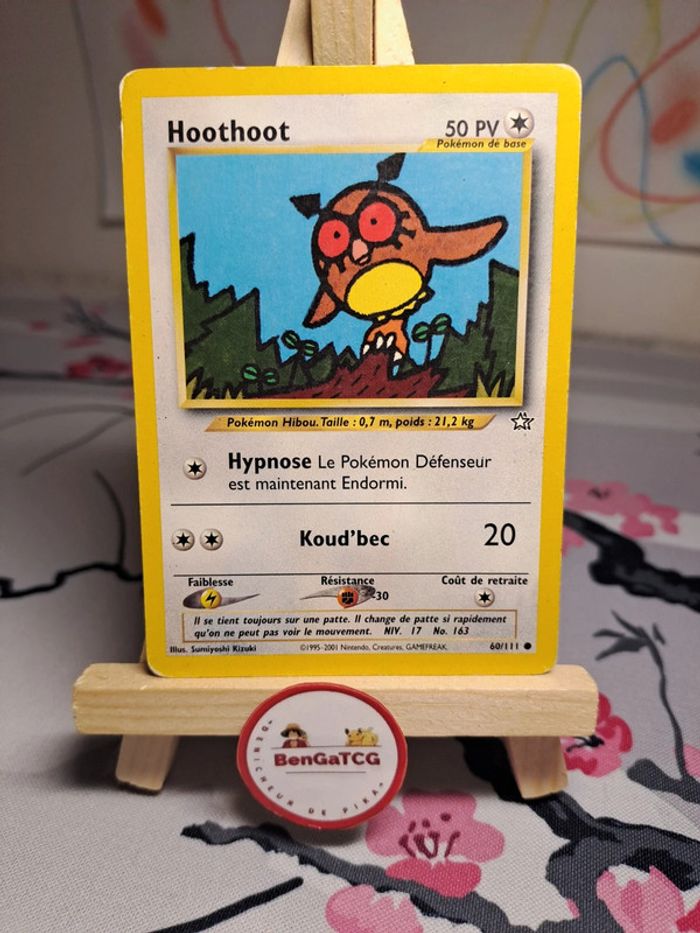 Hoothoot
50 PV
Pokémon de base
Pokémon Hibou. Taille : 0,7 m, poids : 21,2 kg
Hypnose Le Pokémon Défenseur
est maintenant Endormi.
Koud'bec 20
Faiblesse Résistance Coût de retraite
-30
Il se tient toujours sur une patte. Il change de patte si rapidement
qu'on ne peut pas voir le mouvement. NIV. 17 No. 163
Illus. Sumiyoshi Kizuki ©1995-2001 Nintendo, Creatures, GAMEFREAK. 60/111
BenGaTCG
DENICHEUR DE PIKA